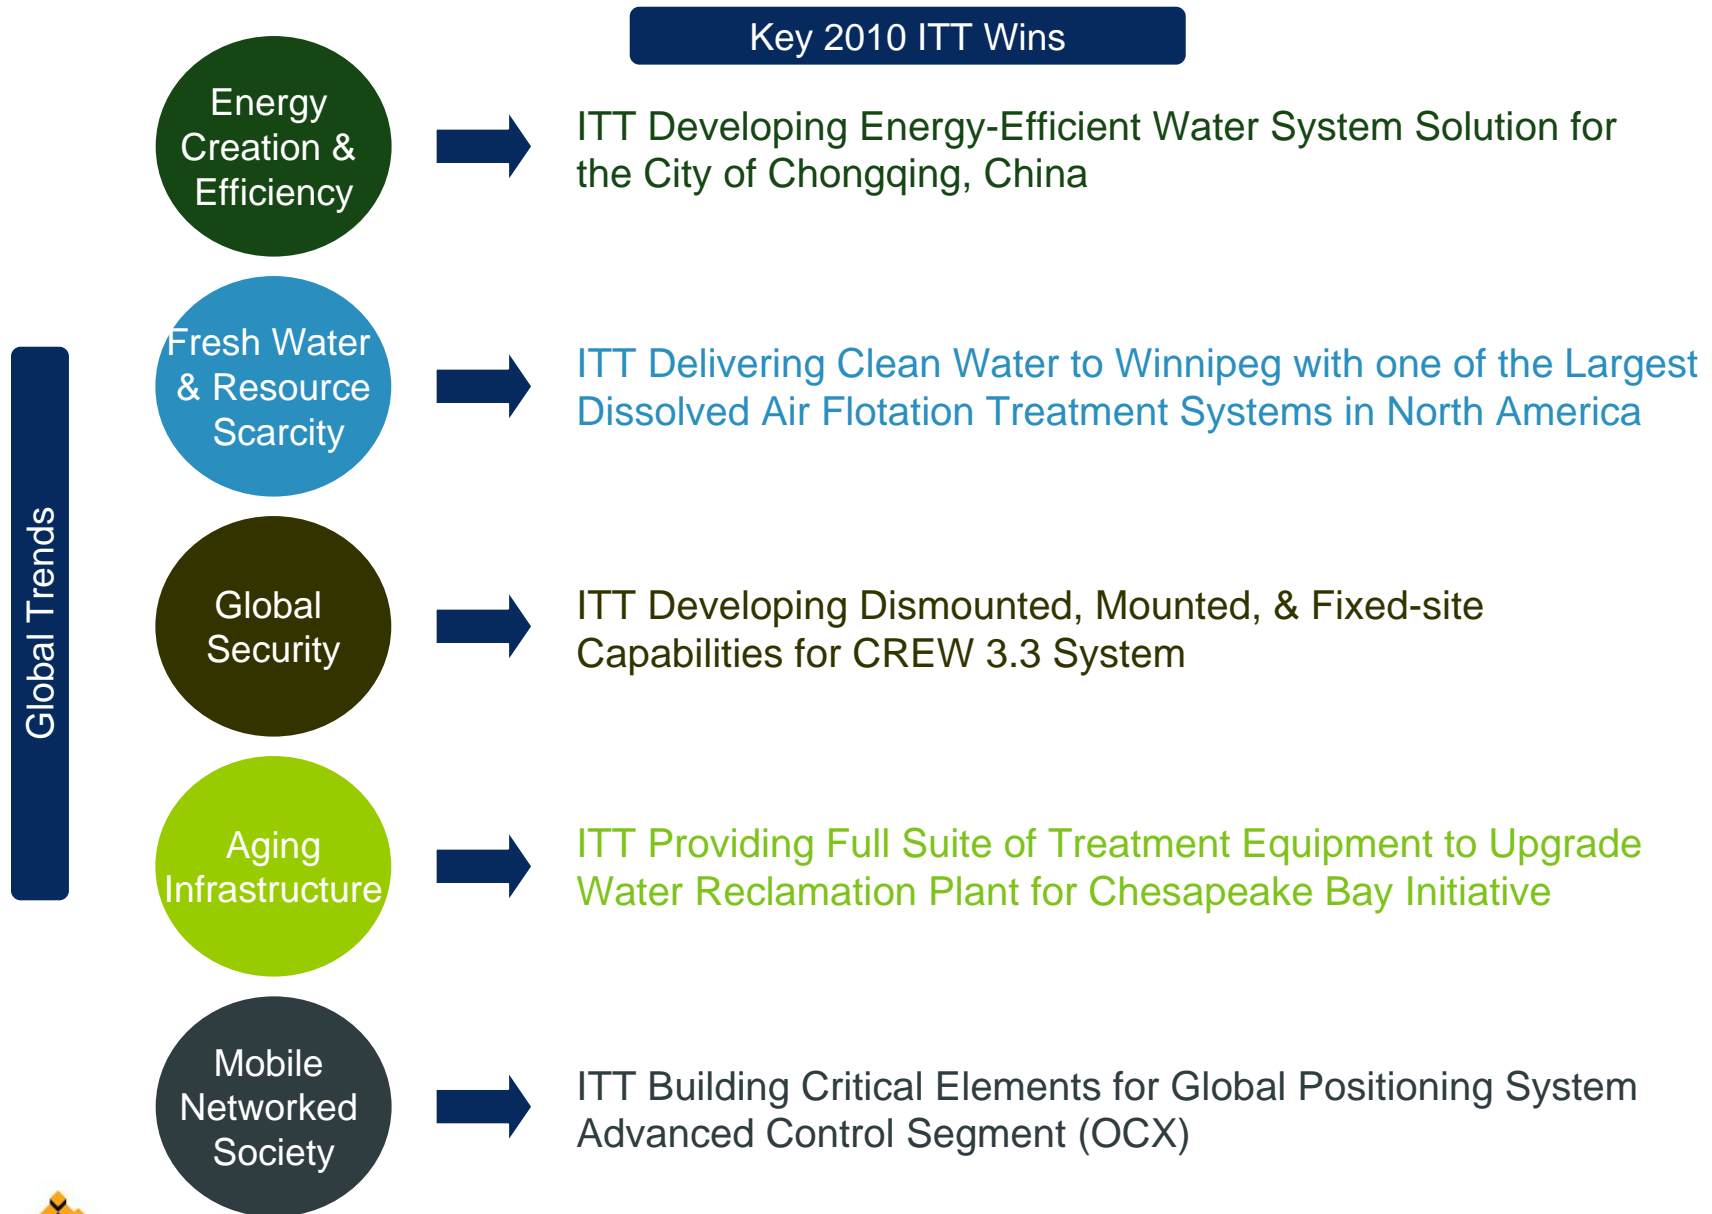 Key 2010 ITT Wins
Global Trends
Energy
Creation &
Efficiency
ITT Developing Energy-Efficient Water System Solution for
the City of Chongqing, China
Fresh Water
& Resource
Scarcity
ITT Delivering Clean Water to Winnipeg with one of the Largest
Dissolved Air Flotation Treatment Systems in North America
Global
Security
ITT Developing Dismounted, Mounted, & Fixed-site
Capabilities for CREW 3.3 System
Aging
Infrastructure
ITT Providing Full Suite of Treatment Equipment to Upgrade
Water Reclamation Plant for Chesapeake Bay Initiative
Mobile
Networked
Society
ITT Building Critical Elements for Global Positioning System
Advanced Control Segment (OCX)